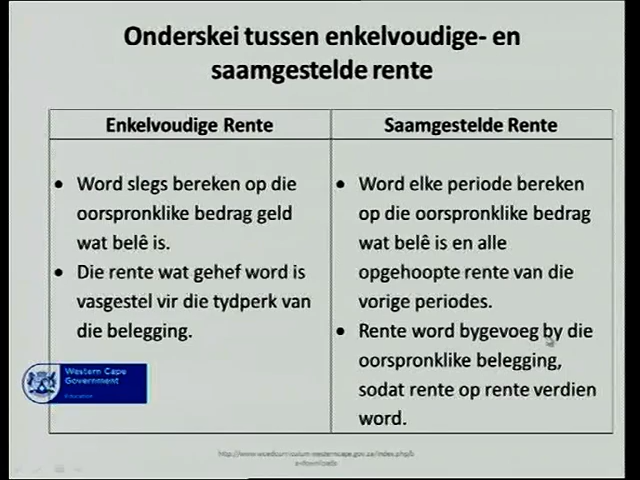 Onderskei tussen enkelvoudige- en
saamgestelde rente
Enkelvoudige Rente
Saamgestelde Rente
• Word slegs bereken op die
oorspronklike bedrag geld
wat belê is.
• Die rente wat gehef word is
vasgestel vir die tydperk van
die belegging.
• Word elke periode bereken
op die oorspronklike bedrag
wat belê is en alle
opgehoopte rente van die
vorige periodes.
• Rente word bygevoeg by die
oorspronklike belegging,
sodat rente op rente verdien
word.
Western Cape
Government
Education